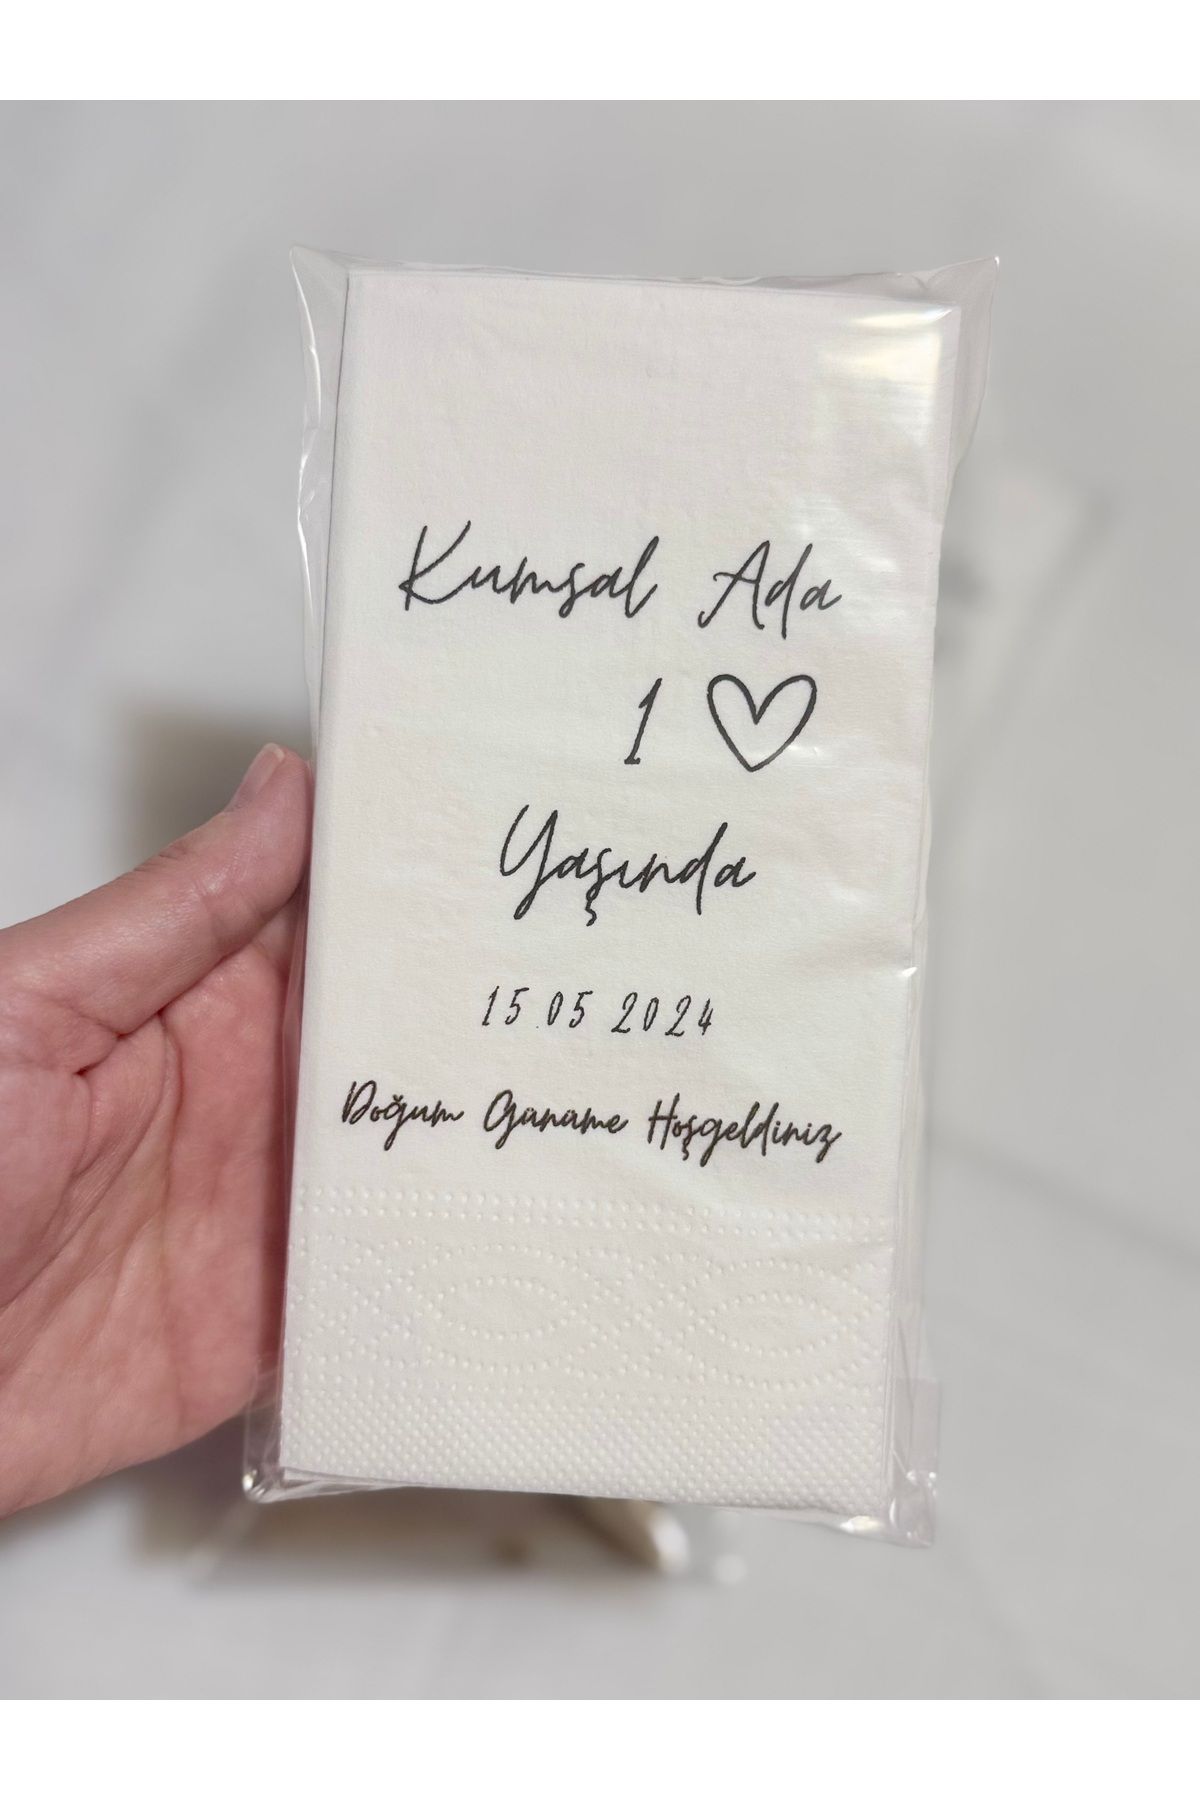 Kumsal Ada
1
Yaşında
15.05 2024
Doğum Günüme Hoşgeldiniz